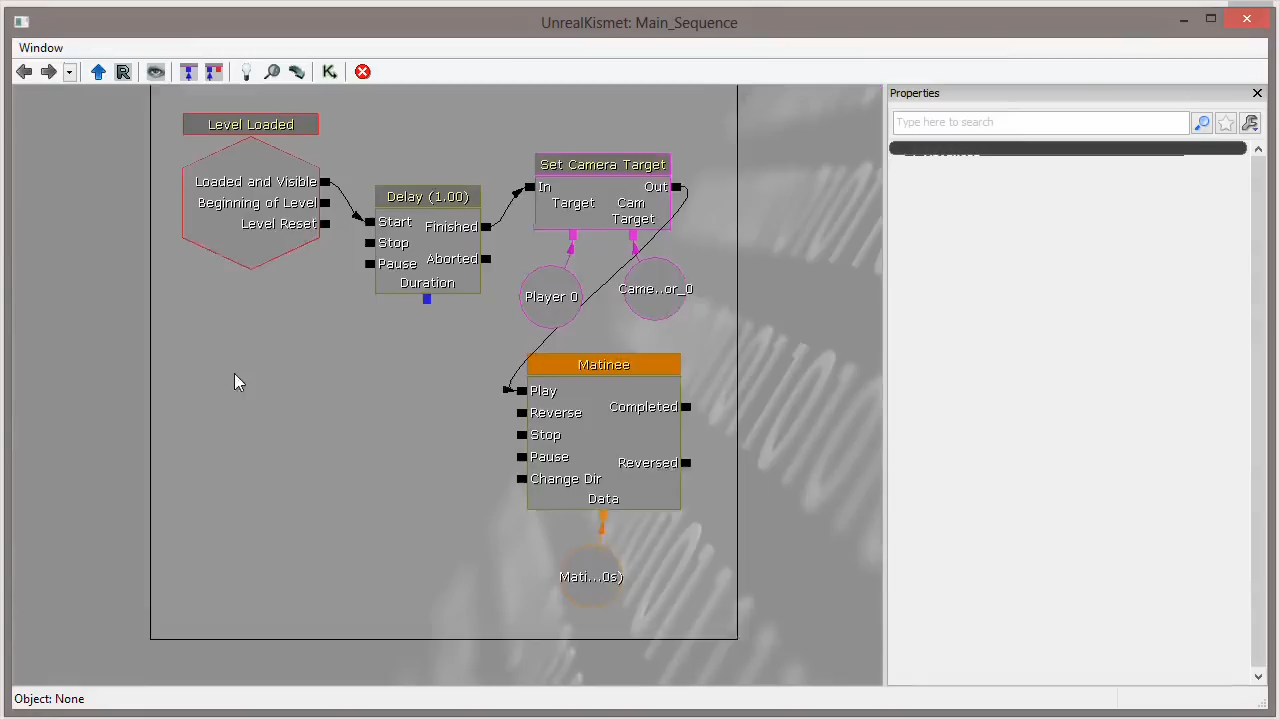 UnrealKismet: Main_Sequence
Window
R
K
Properties
Type here to search
Level Loaded
Loaded and Visible
Beginning of Level
Level Reset
Delay (1.00)
Start
Finished
Stop
Pause
Aborted
Duration
Set Camera Target
In
Out
Target
Cam
Target
Player 0
Came..or_0
Matinee
Play
Completed
Reverse
Stop
Pause
Reversed
Change Dir
Data
Mati...0s)
Object: None